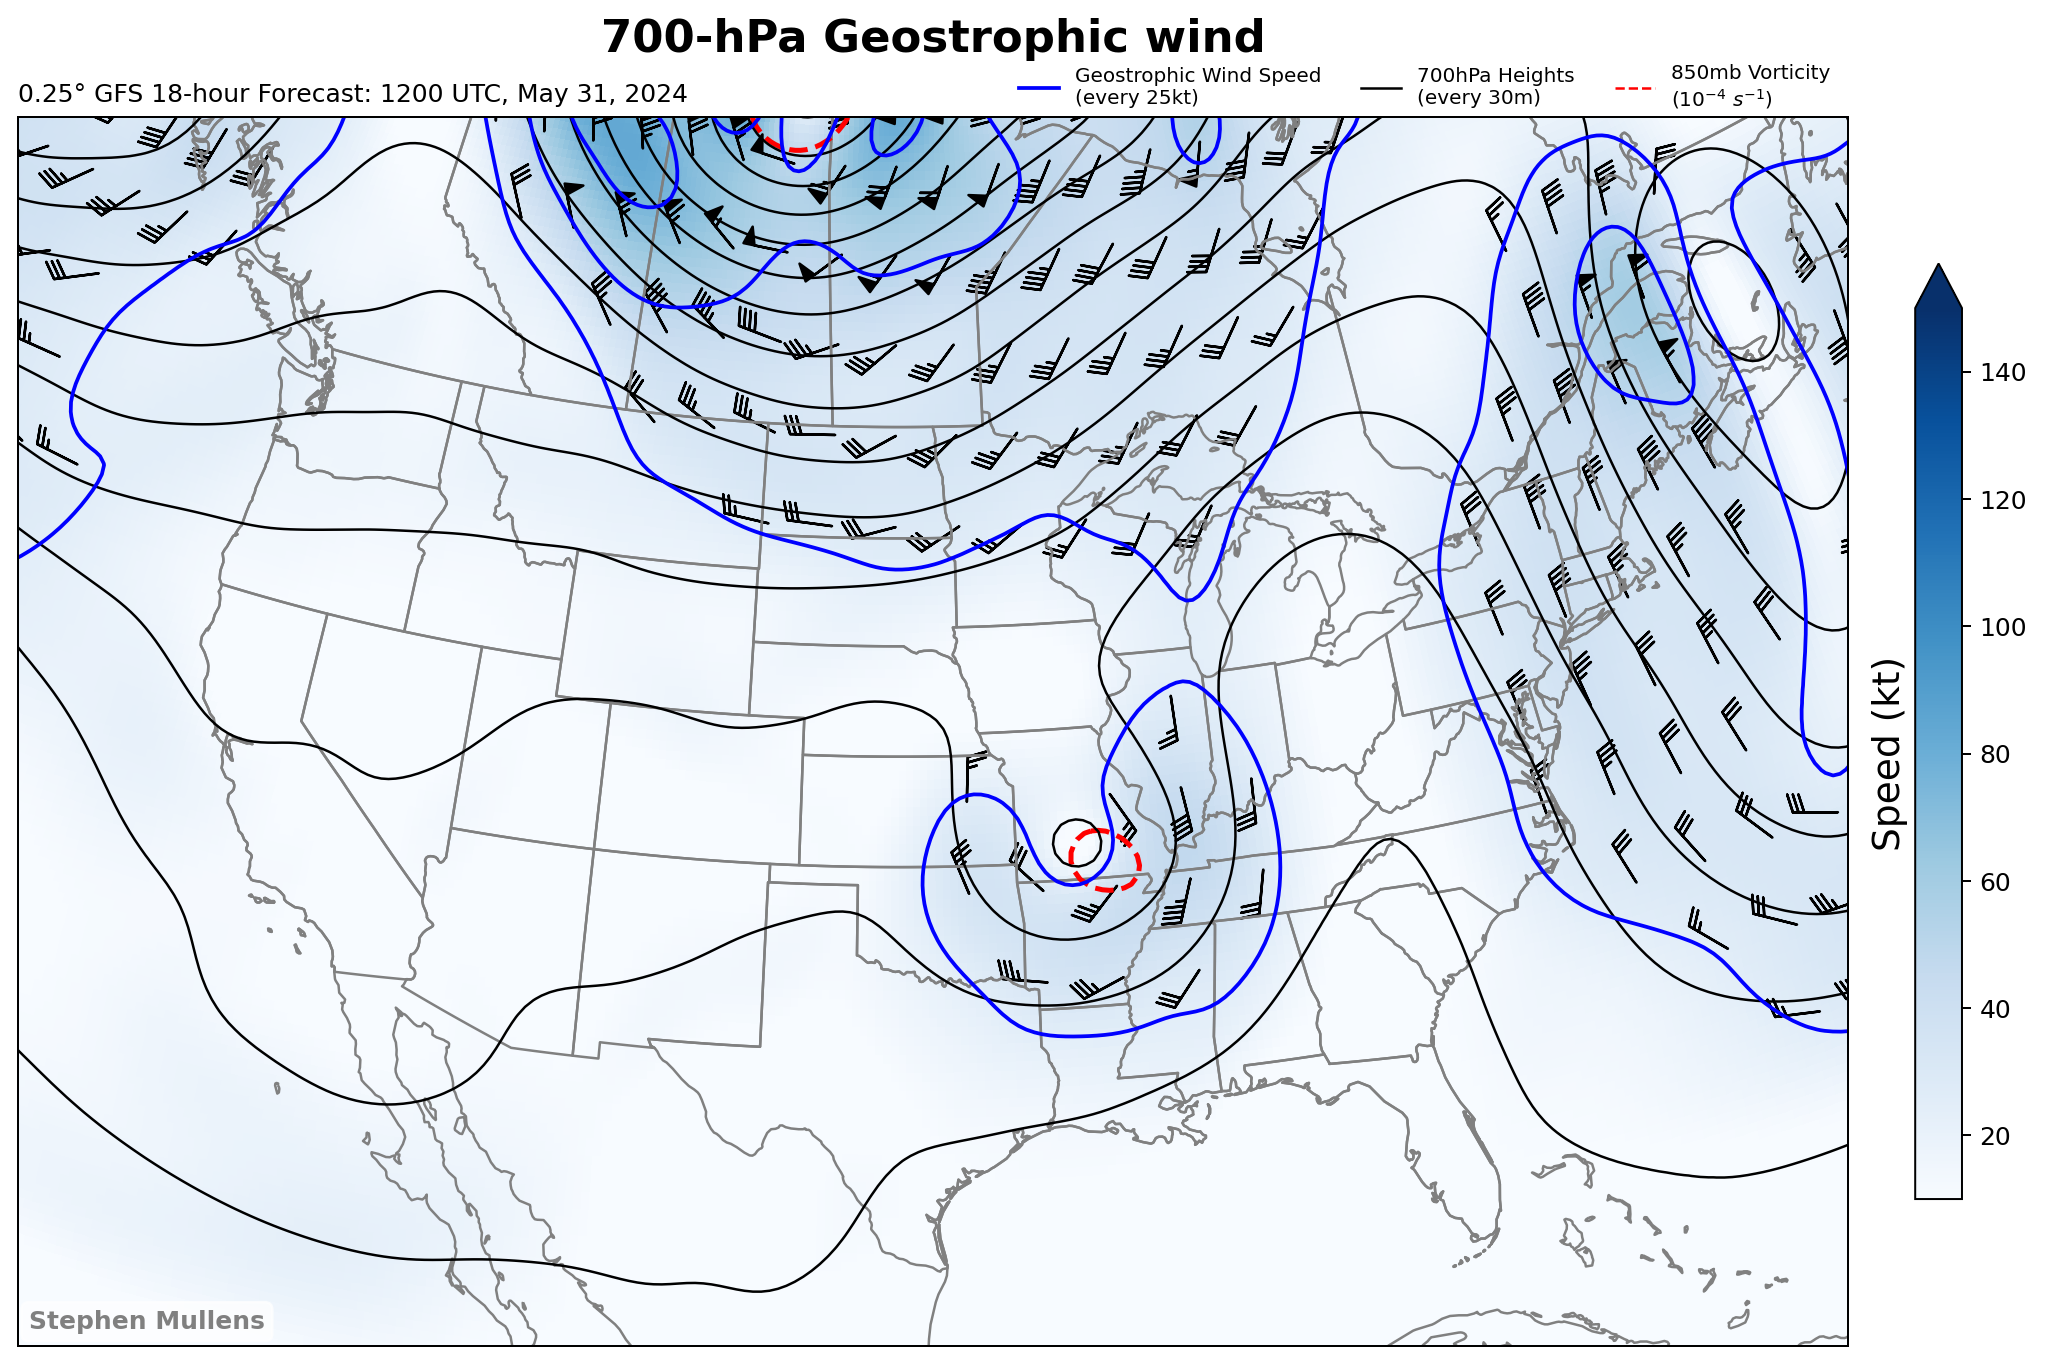 700-hPa Geostrophic wind
0.25° GFS 18-hour Forecast: 1200 UTC, May 31, 2024
Geostrophic Wind Speed
(every 25kt)
700hPa Heights
(every 30m)
850mb Vorticity
(10⁻⁴ s⁻¹)
140
120
100
80
60
40
20
Speed (kt)
Stephen Mullens